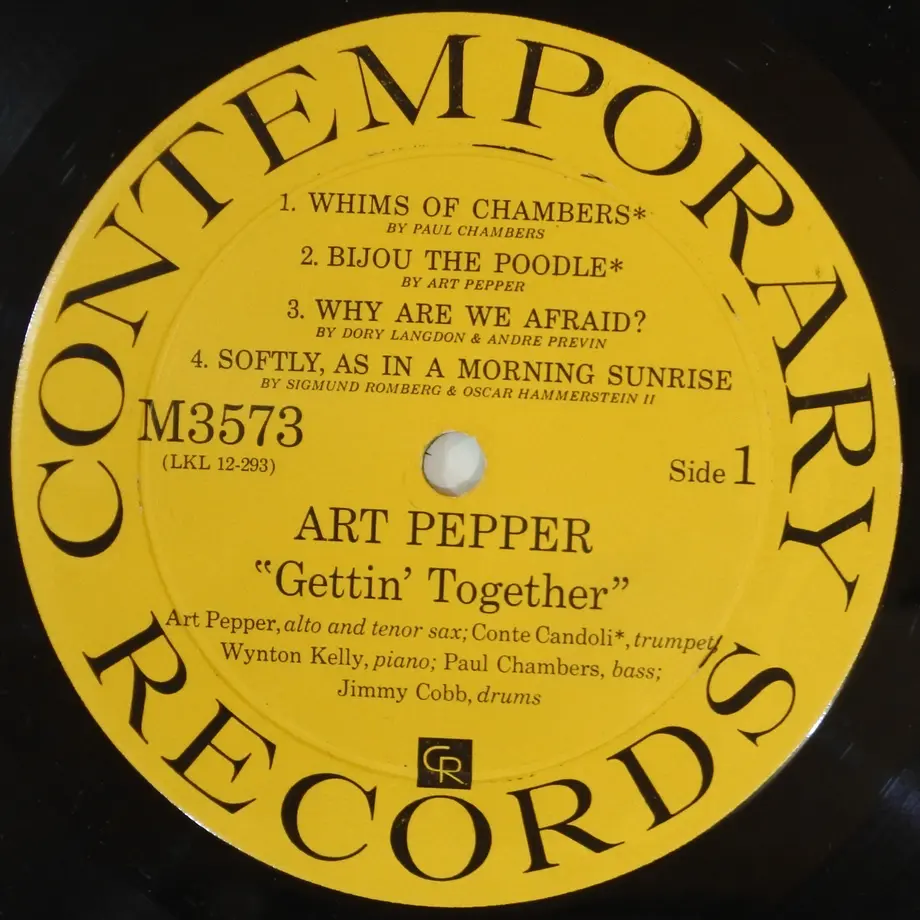 CONTEMPORARY
1. WHIMS OF CHAMBERS*
BY PAUL CHAMBERS
2. BIJOU THE POODLE*
BY ART PEPPER
3. WHY ARE WE AFRAID?
BY DORY LANGDON & ANDRE PREVIN
4. SOFTLY, AS IN A MORNING SUNRISE
BY SIGMUND ROMBERG & OSCAR HAMMERSTEIN II
M3573
(LKL 12-293)
Side 1
ART PEPPER
"Gettin' Together"
Art Pepper, alto and tenor sax; Conte Candoli*, trumpet;
Wynton Kelly, piano; Paul Chambers, bass;
Jimmy Cobb, drums
CR
RECORDS